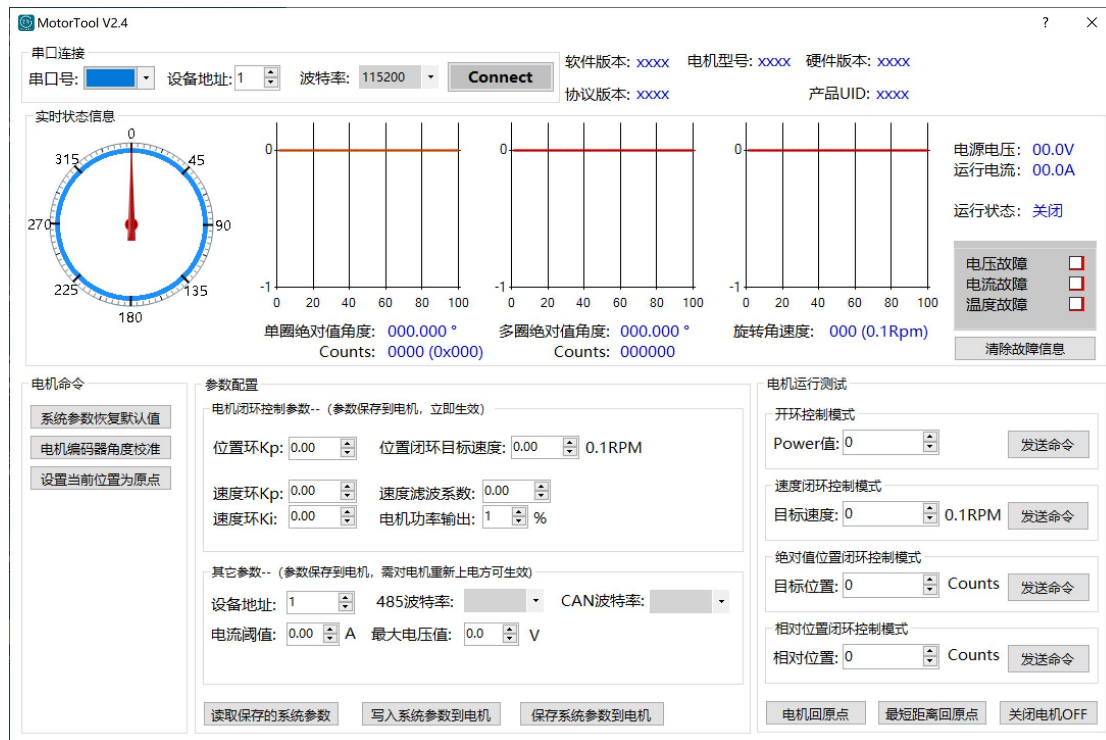 MotorTool V2.4 ? ×
串口连接
串口号: 设备地址: 1 波特率: 115200 Connect
软件版本: xxxx 电机型号: xxxx 硬件版本: xxxx
协议版本: xxxx 产品UID: xxxx
实时状态信息
0
45
90
135
180
225
270
315
0
-1
0 20 40 60 80 100
单圈绝对值角度: 000.000 °
Counts: 0000 (0x000)
0
-1
0 20 40 60 80 100
多圈绝对值角度: 000.000 °
Counts: 000000
0
-1
0 20 40 60 80 100
旋转角速度: 000 (0.1Rpm)
电源电压: 00.0V
运行电流: 00.0A
运行状态: 关闭
电压故障
电流故障
温度故障
清除故障信息
电机命令
系统参数恢复默认值
电机编码器角度校准
设置当前位置为原点
参数配置
电机闭环控制参数--（参数保存到电机，立即生效）
位置环Kp: 0.00 位置闭环目标速度: 0.00 0.1RPM
速度环Kp: 0.00 速度滤波系数: 0.00
速度环Ki: 0.00 电机功率输出: 1 %
其它参数--（参数保存到电机，需对电机重新上电方可生效)
设备地址: 1 485波特率: CAN波特率:
电流阈值: 0.00 A 最大电压值: 0.0 V
读取保存的系统参数 写入系统参数到电机 保存系统参数到电机
电机运行测试
开环控制模式
Power值: 0 发送命令
速度闭环控制模式
目标速度: 0 0.1RPM 发送命令
绝对值位置闭环控制模式
目标位置: 0 Counts 发送命令
相对位置闭环控制模式
相对位置: 0 Counts 发送命令
电机回原点 最短距离回原点 关闭电机OFF